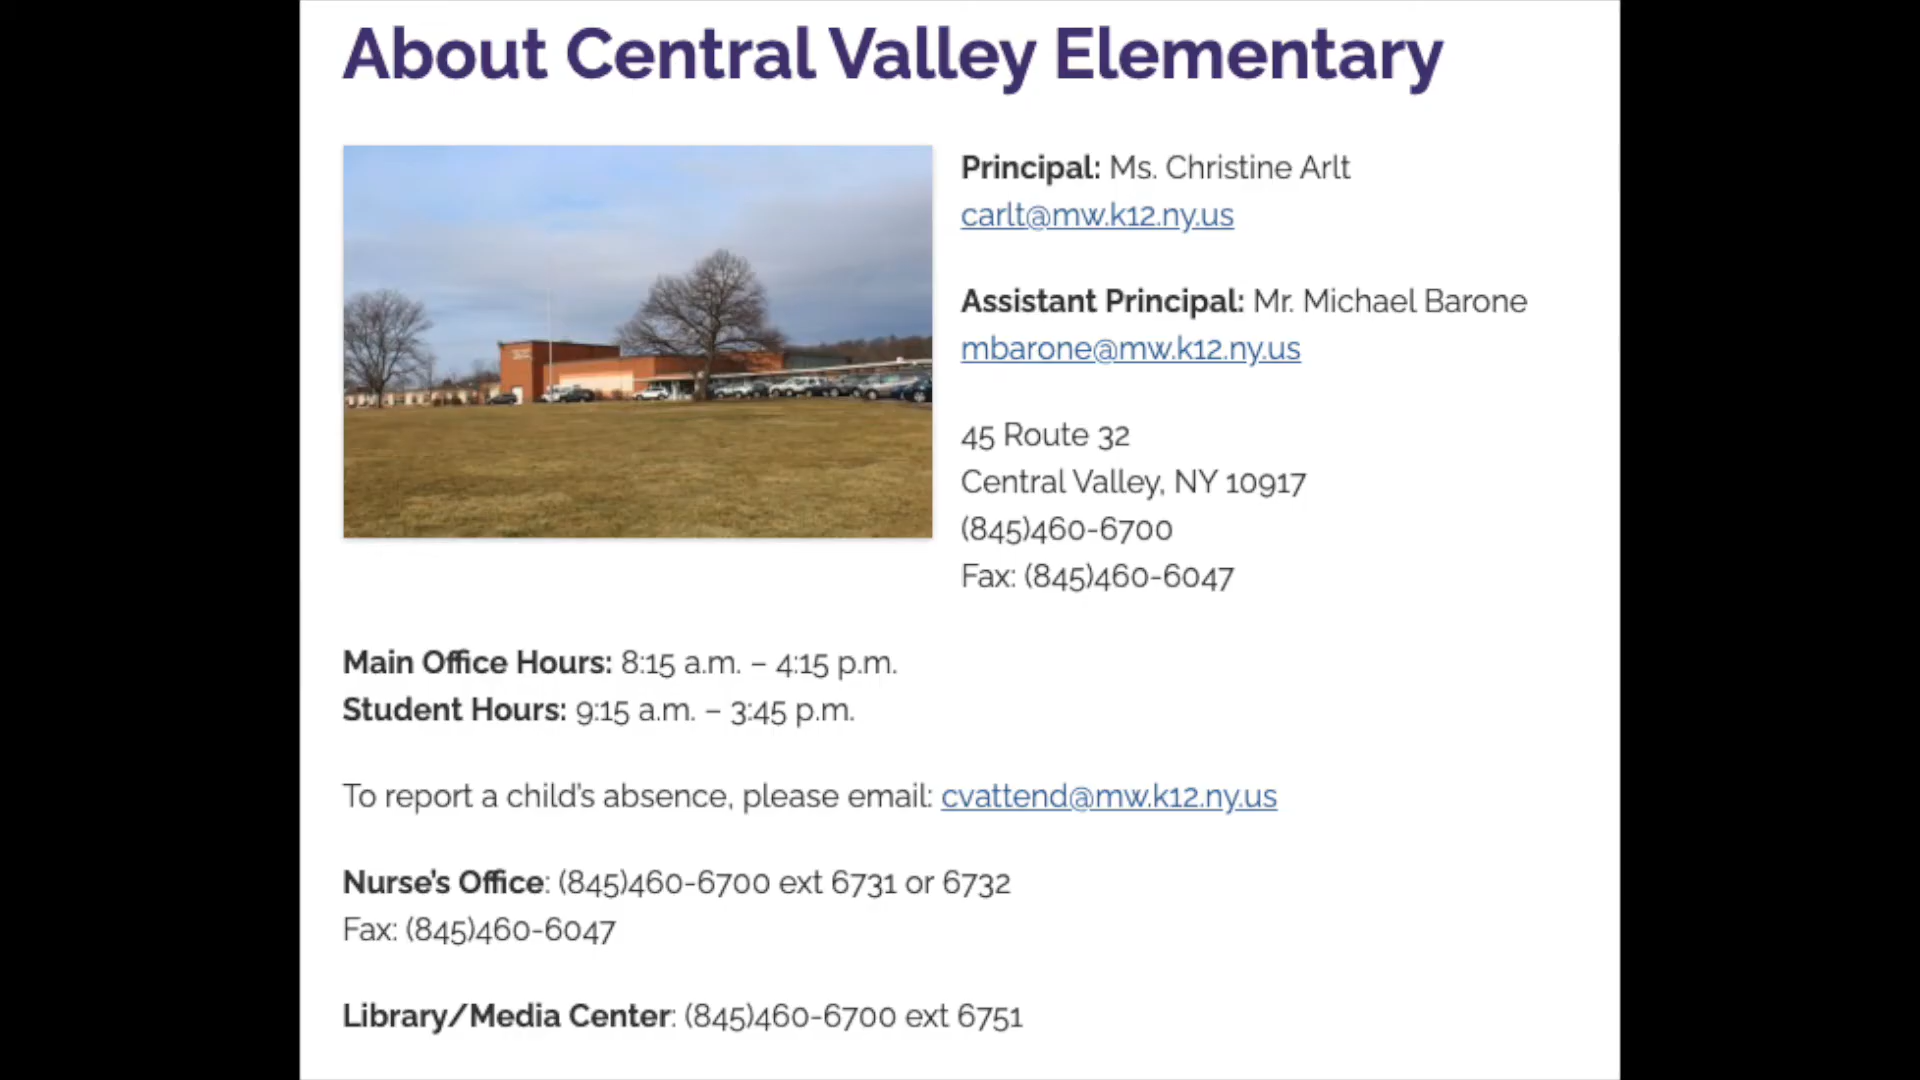 About Central Valley Elementary
Principal: Ms. Christine Arlt
carlt@mw.k12.ny.us
Assistant Principal: Mr. Michael Barone
mbarone@mw.k12.ny.us
45 Route 32
Central Valley, NY 10917
(845)460-6700
Fax: (845)460-6047
Main Office Hours: 8:15 a.m. – 4:15 p.m.
Student Hours: 9:15 a.m. – 3:45 p.m.
To report a child’s absence, please email: cvattend@mw.k12.ny.us
Nurse’s Office: (845)460-6700 ext 6731 or 6732
Fax: (845)460-6047
Library/Media Center: (845)460-6700 ext 6751